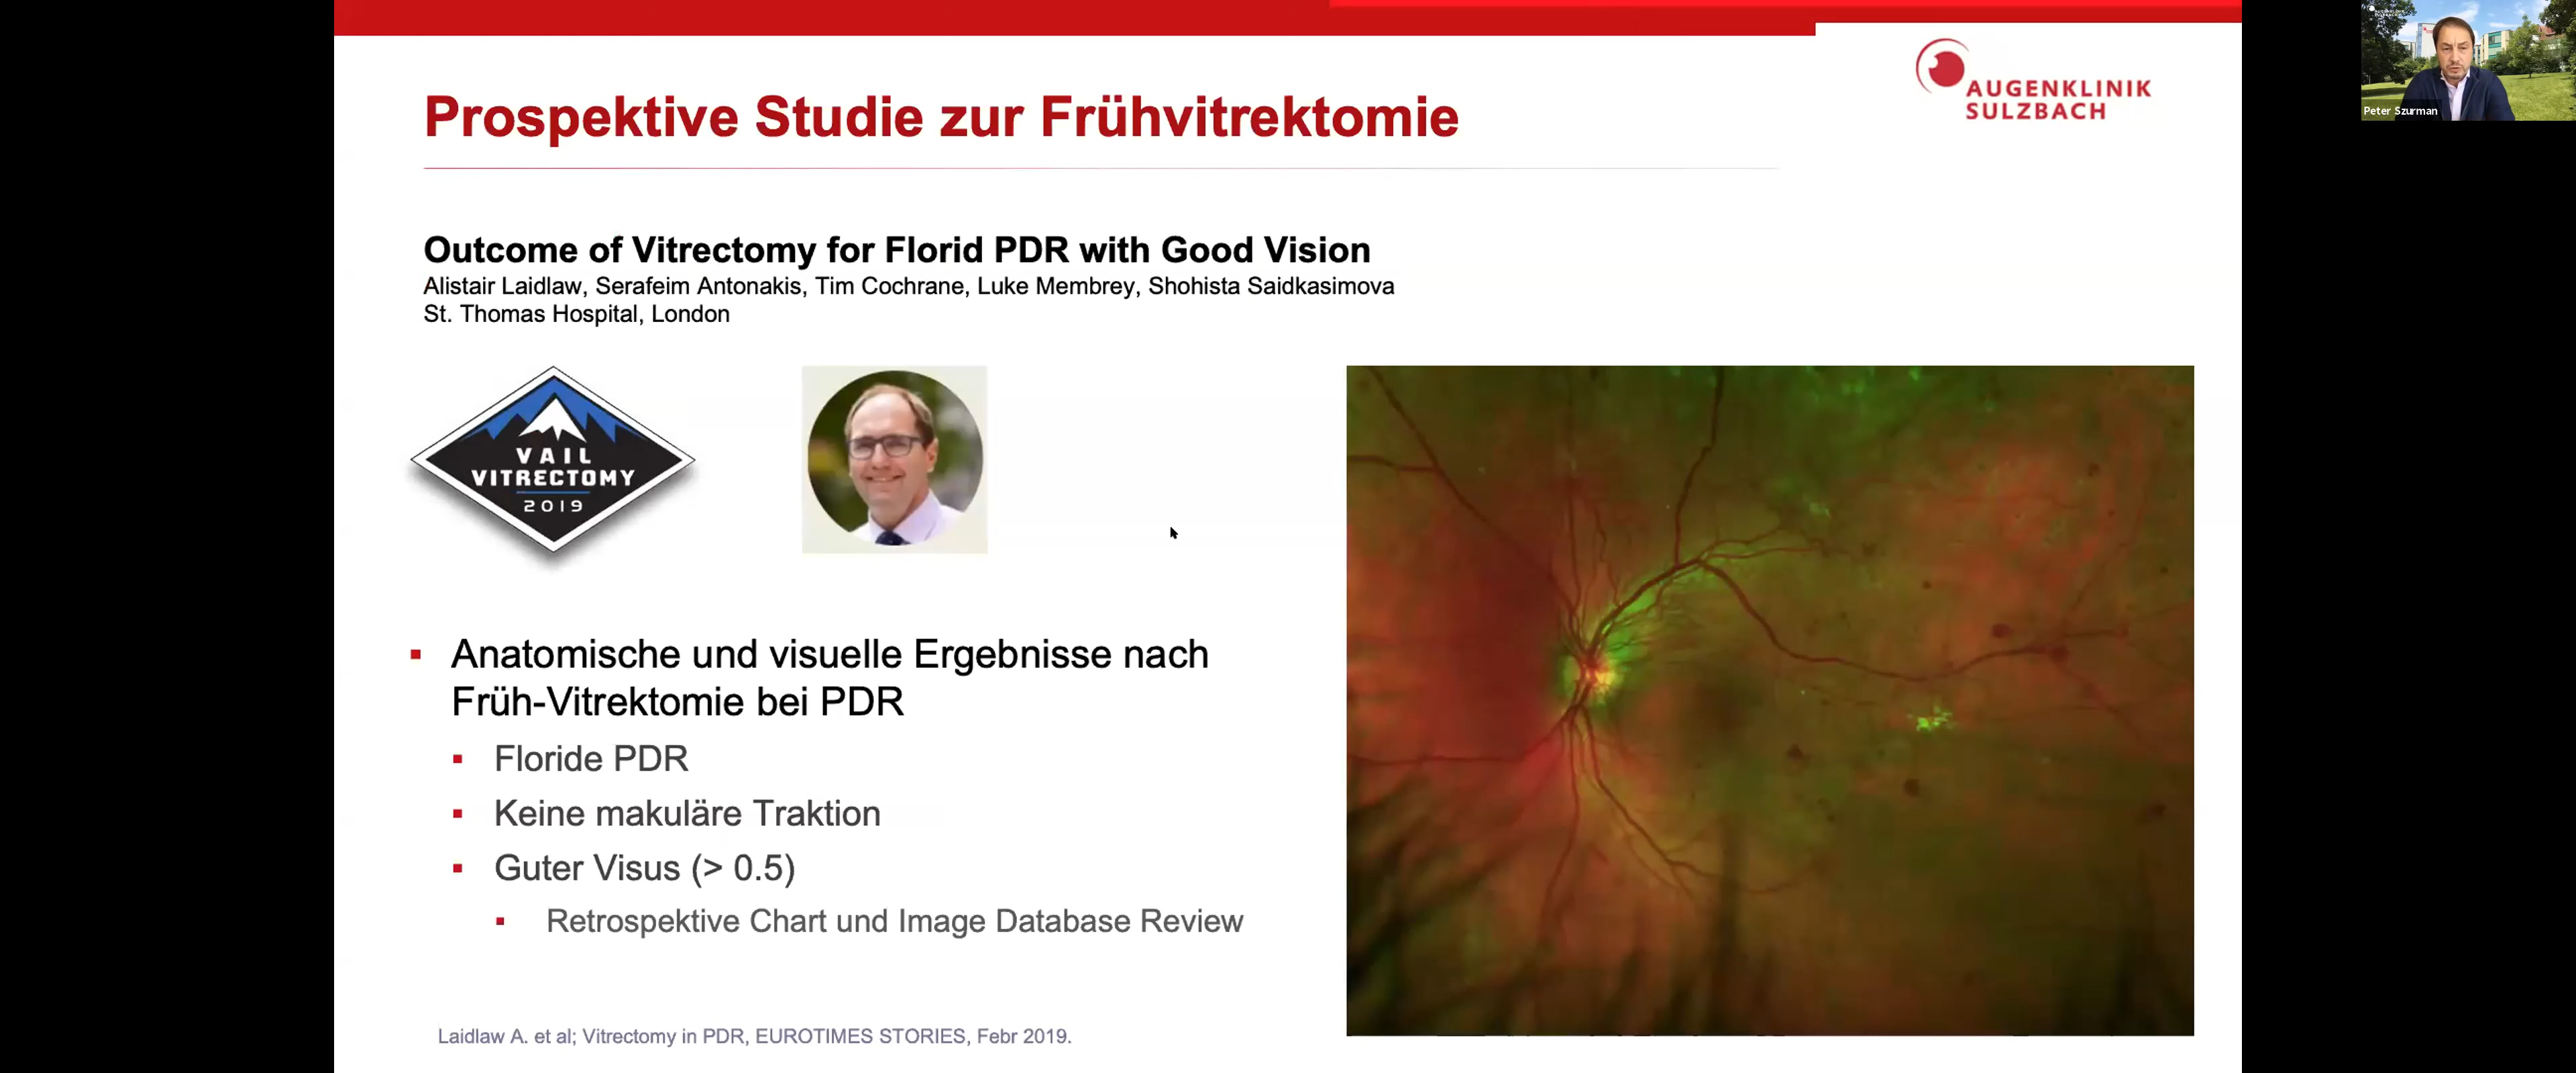 Prospektive Studie zur Frühvitrektomie
AUGENKLINIK
SULZBACH
Peter Szurman
Outcome of Vitrectomy for Florid PDR with Good Vision
Alistair Laidlaw, Serafeim Antonakis, Tim Cochrane, Luke Membrey, Shohista Saidkasimova
St. Thomas Hospital, London
VAIL
VITRECTOMY
2019
▪ Anatomische und visuelle Ergebnisse nach
Früh-Vitrektomie bei PDR
▪ Floride PDR
▪ Keine makuläre Traktion
▪ Guter Visus (> 0.5)
▪ Retrospektive Chart und Image Database Review
Laidlaw A. et al; Vitrectomy in PDR, EUROTIMES STORIES, Febr 2019.